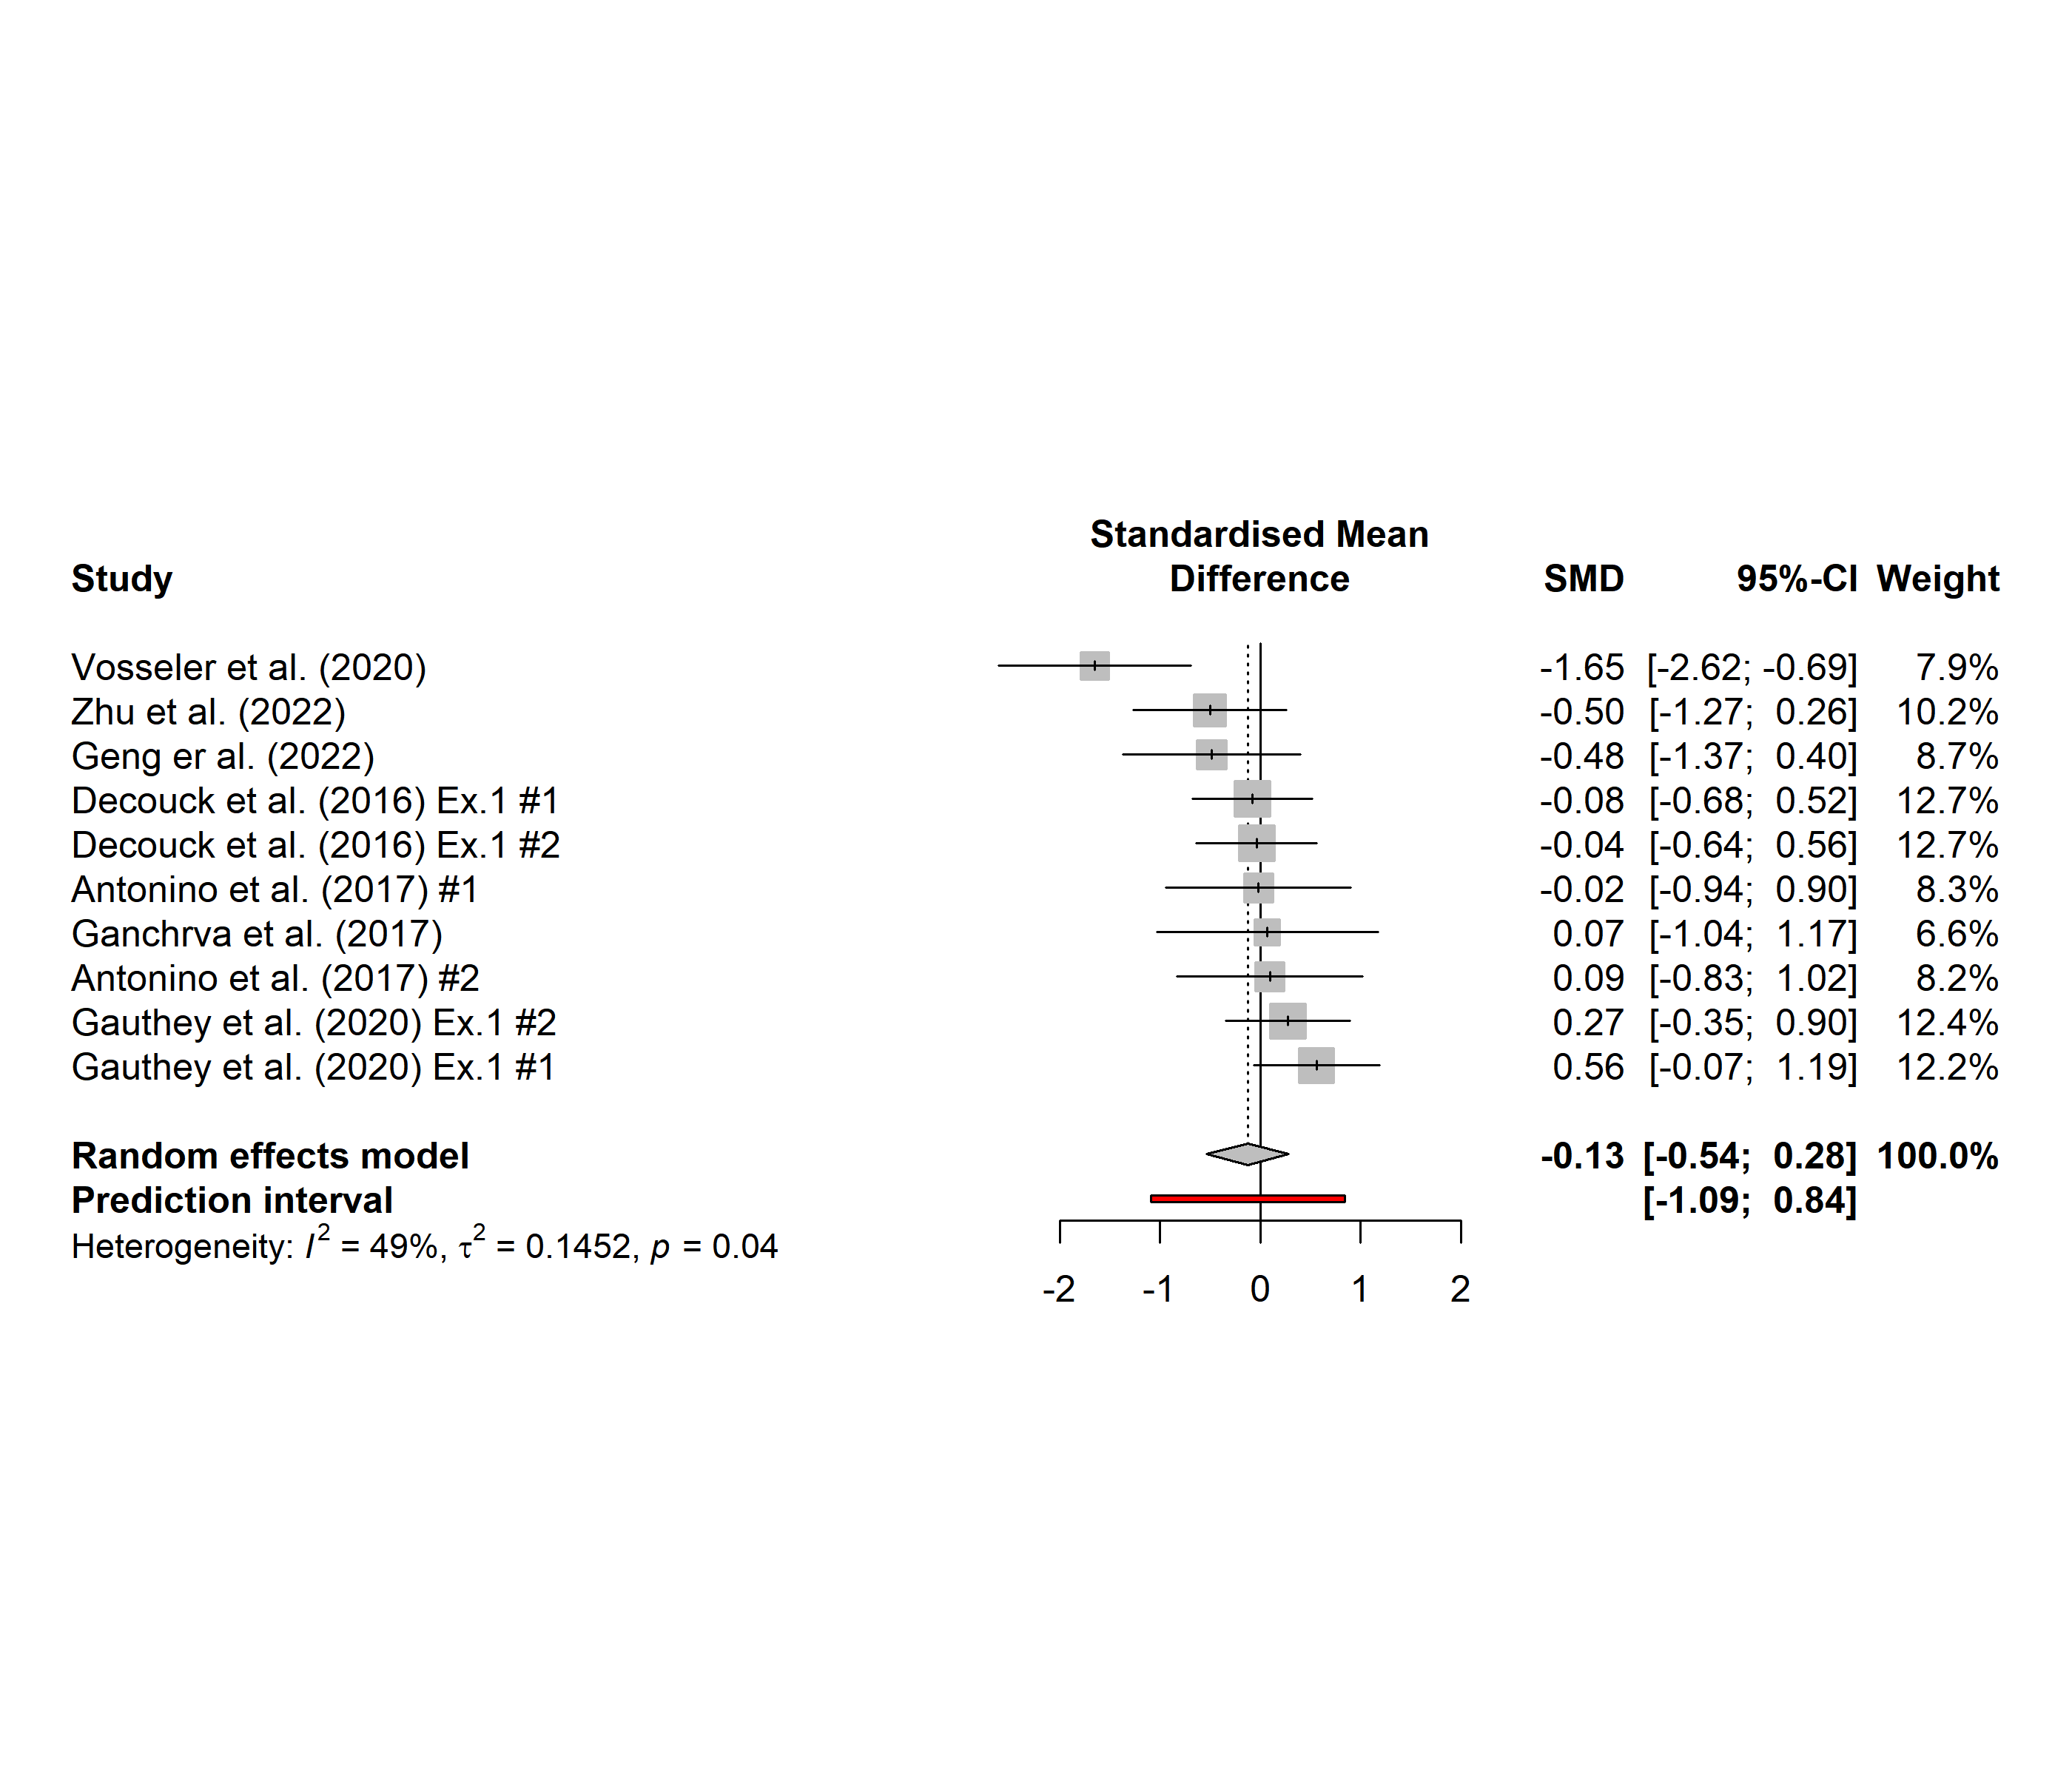 Standardised Mean
Study Difference SMD 95%-CI Weight
Vosseler et al. (2020) -1.65 [-2.62; -0.69] 7.9%
Zhu et al. (2022) -0.50 [-1.27; 0.26] 10.2%
Geng er al. (2022) -0.48 [-1.37; 0.40] 8.7%
Decouck et al. (2016) Ex.1 #1 -0.08 [-0.68; 0.52] 12.7%
Decouck et al. (2016) Ex.1 #2 -0.04 [-0.64; 0.56] 12.7%
Antonino et al. (2017) #1 -0.02 [-0.94; 0.90] 8.3%
Ganchrva et al. (2017) 0.07 [-1.04; 1.17] 6.6%
Antonino et al. (2017) #2 0.09 [-0.83; 1.02] 8.2%
Gauthey et al. (2020) Ex.1 #2 0.27 [-0.35; 0.90] 12.4%
Gauthey et al. (2020) Ex.1 #1 0.56 [-0.07; 1.19] 12.2%
Random effects model -0.13 [-0.54; 0.28] 100.0%
Prediction interval [-1.09; 0.84]
Heterogeneity: I² = 49%, τ² = 0.1452, p = 0.04
-2 -1 0 1 2